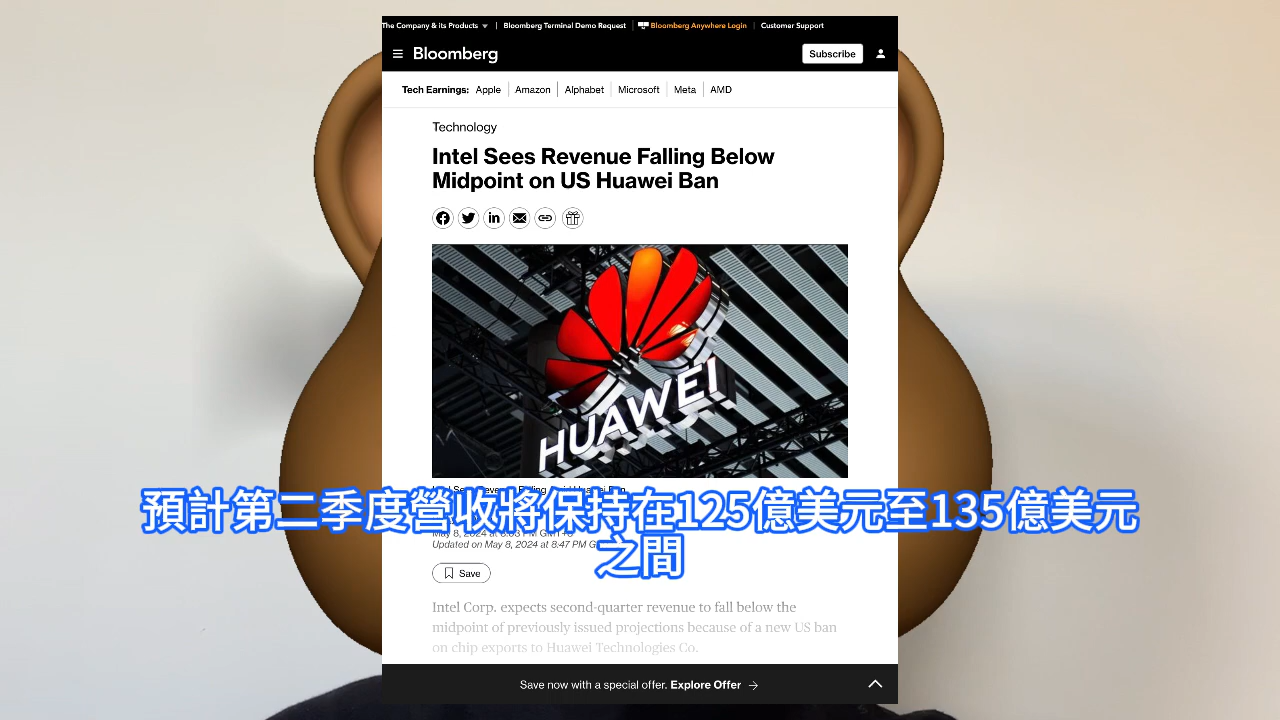 The Company & its Products
Bloomberg Terminal Demo Request
Bloomberg Anywhere Login
Customer Support
Bloomberg
Subscribe
Tech Earnings: Apple Amazon Alphabet Microsoft Meta AMD
Technology
Intel Sees Revenue Falling Below
Midpoint on US Huawei Ban
HUAWEI
預計第二季度營收將保持在125億美元至135億美元
之間
Updated on May 8, 2024 at 8:47 PM
Save
Intel Corp. expects second-quarter revenue to fall below the
midpoint of previously issued projections because of a new US ban
on chip exports to Huawei Technologies Co.
Save now with a special offer. Explore Offer